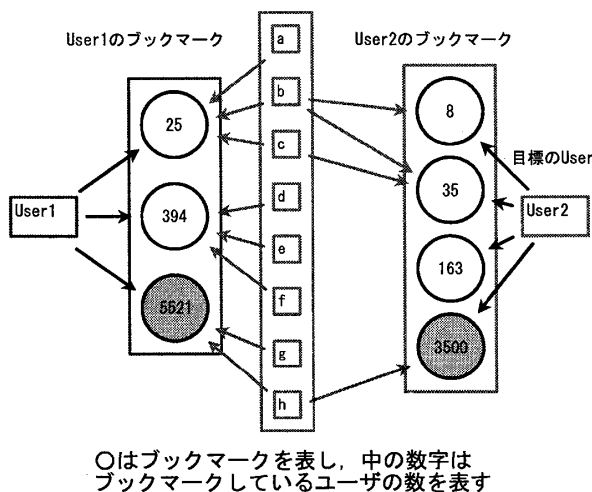 User1のブックマーク
User2のブックマーク
a
b
c
d
e
f
g
h
25
394
5521
8
35
163
3500
User1
目標のUser
User2
○はブックマークを表し，中の数字は
ブックマークしているユーザの数を表す